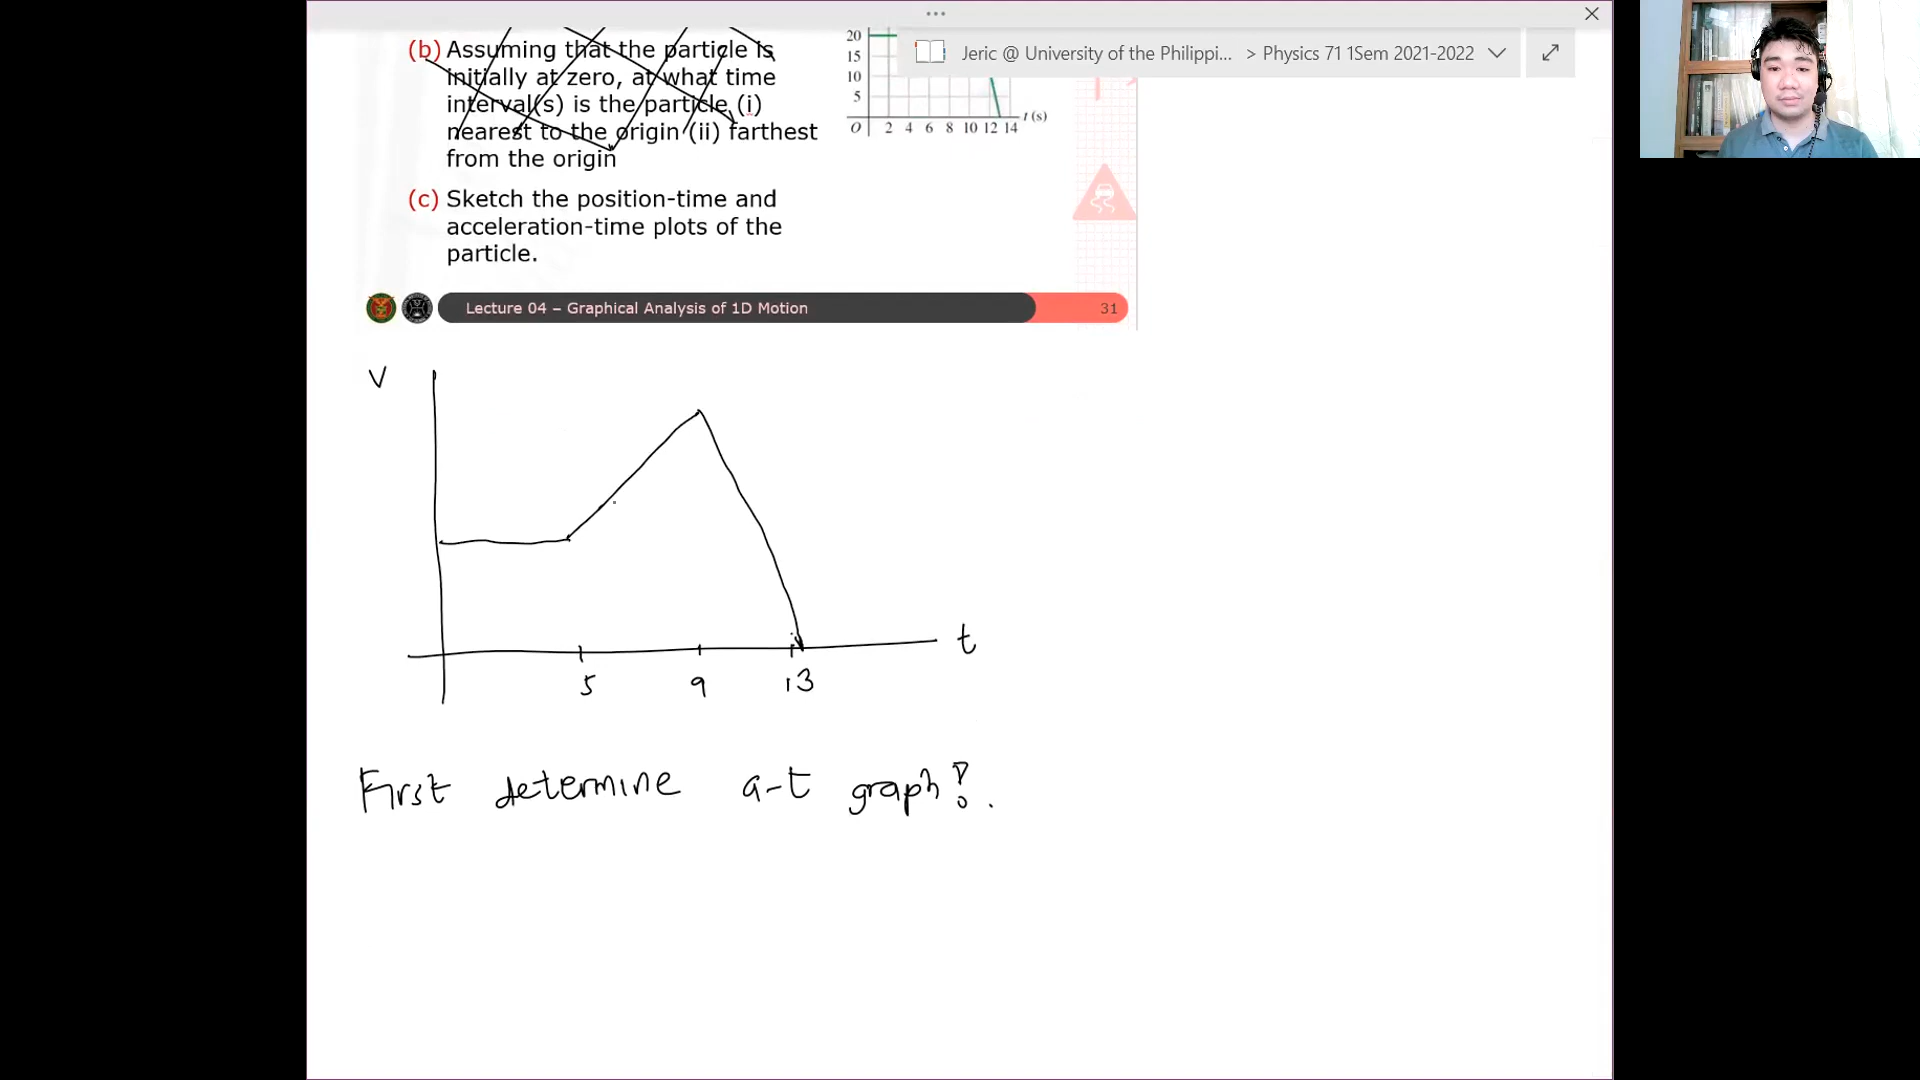 ...
Jeric @ University of the Philippi... > Physics 71 1Sem 2021-2022
(b) Assuming that the particle is
initially at zero, at what time
interval(s) is the particle (i)
nearest to the origin (ii) farthest
from the origin
20
15
10
5
O 2 4 6 8 10 12 14 t (s)
(c) Sketch the position-time and
acceleration-time plots of the
particle.
Lecture 04 – Graphical Analysis of 1D Motion 31
V
t
5 9 13
First determine a-t graph!.